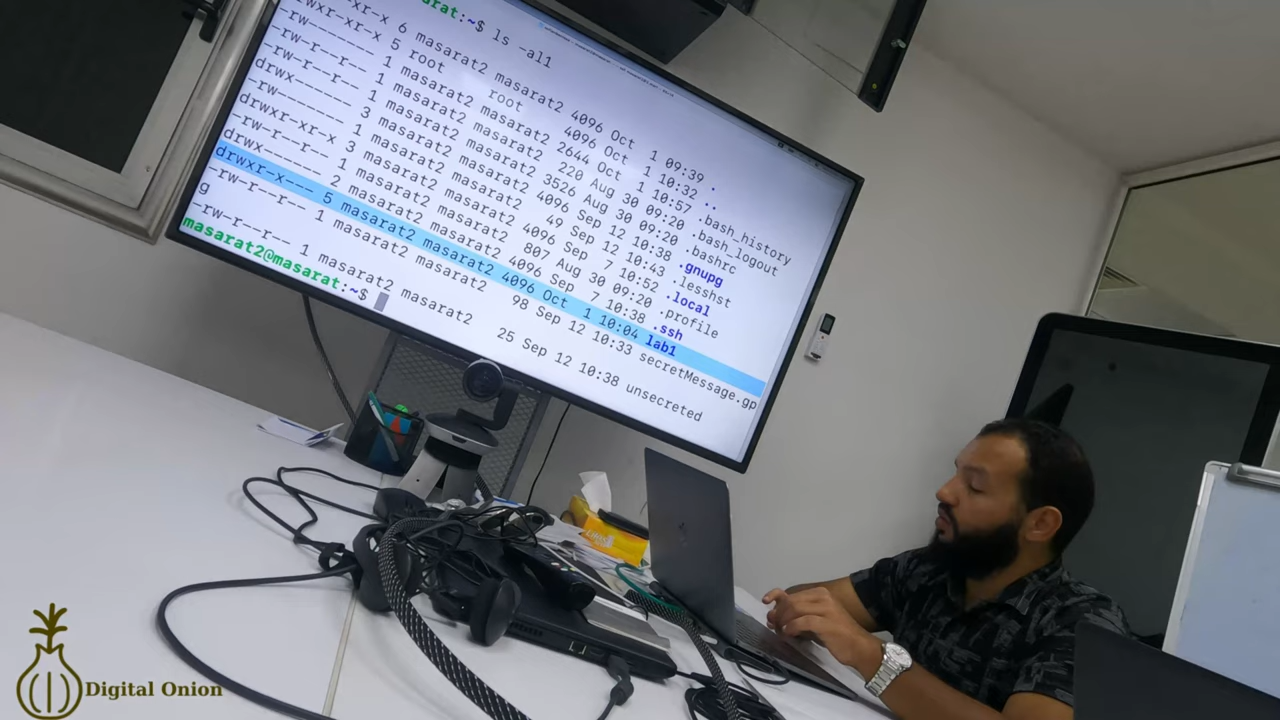 arat:~$ ls -al1
xr-x 6 masarat2 masarat2 4096 Oct 1 09:39 .
rwxr-xr-x 5 root root 4096 Oct 1 10:32 ..
-rw------- 1 masarat2 masarat2 2644 Oct 1 10:57 .bash_history
-rw-r--r-- 1 masarat2 masarat2 220 Aug 30 09:20 .bash_logout
-rw-r--r-- 1 masarat2 masarat2 3526 Aug 30 09:20 .bashrc
drwx------ 3 masarat2 masarat2 4096 Sep 12 10:38 .gnupg
-rw------- 1 masarat2 masarat2 49 Sep 12 10:43 .lesshst
drwxr-xr-x 3 masarat2 masarat2 4096 Sep 7 10:52 .local
-rw-r--r-- 1 masarat2 masarat2 807 Aug 30 09:20 .profile
drwx------ 2 masarat2 masarat2 4096 Sep 7 10:38 .ssh
drwxr-x--- 5 masarat2 masarat2 4096 Oct 1 10:04 lab1
-rw-r--r-- 1 masarat2 masarat2 98 Sep 12 10:33 secretMessage.gp
g
-rw-r--r-- 1 masarat2 masarat2 25 Sep 12 10:38 unsecreted
masarat2@masarat:~$
Digital Onion